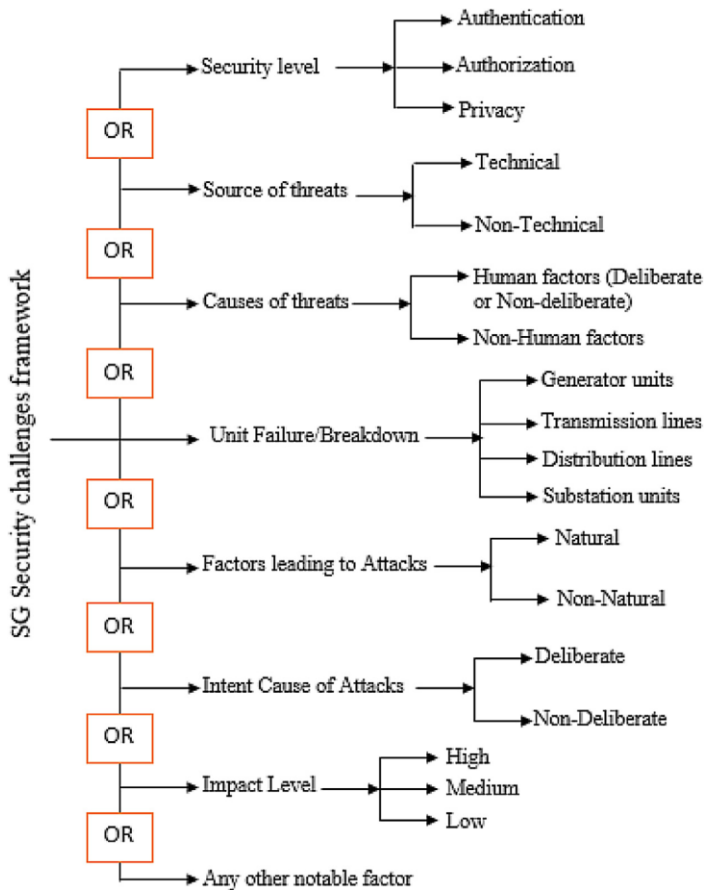 SG Security challenges framework
Authentication
Security level
Authorization
Privacy
OR
Technical
Source of threats
Non-Technical
OR
Human factors (Deliberate
or Non-deliberate)
Causes of threats
Non-Human factors
OR
Generator units
Transmission lines
Unit Failure/Breakdown
Distribution lines
Substation units
OR
Natural
Factors leading to Attacks
Non-Natural
OR
Deliberate
Intent Cause of Attacks
Non-Deliberate
OR
High
Impact Level
Medium
Low
OR
Any other notable factor